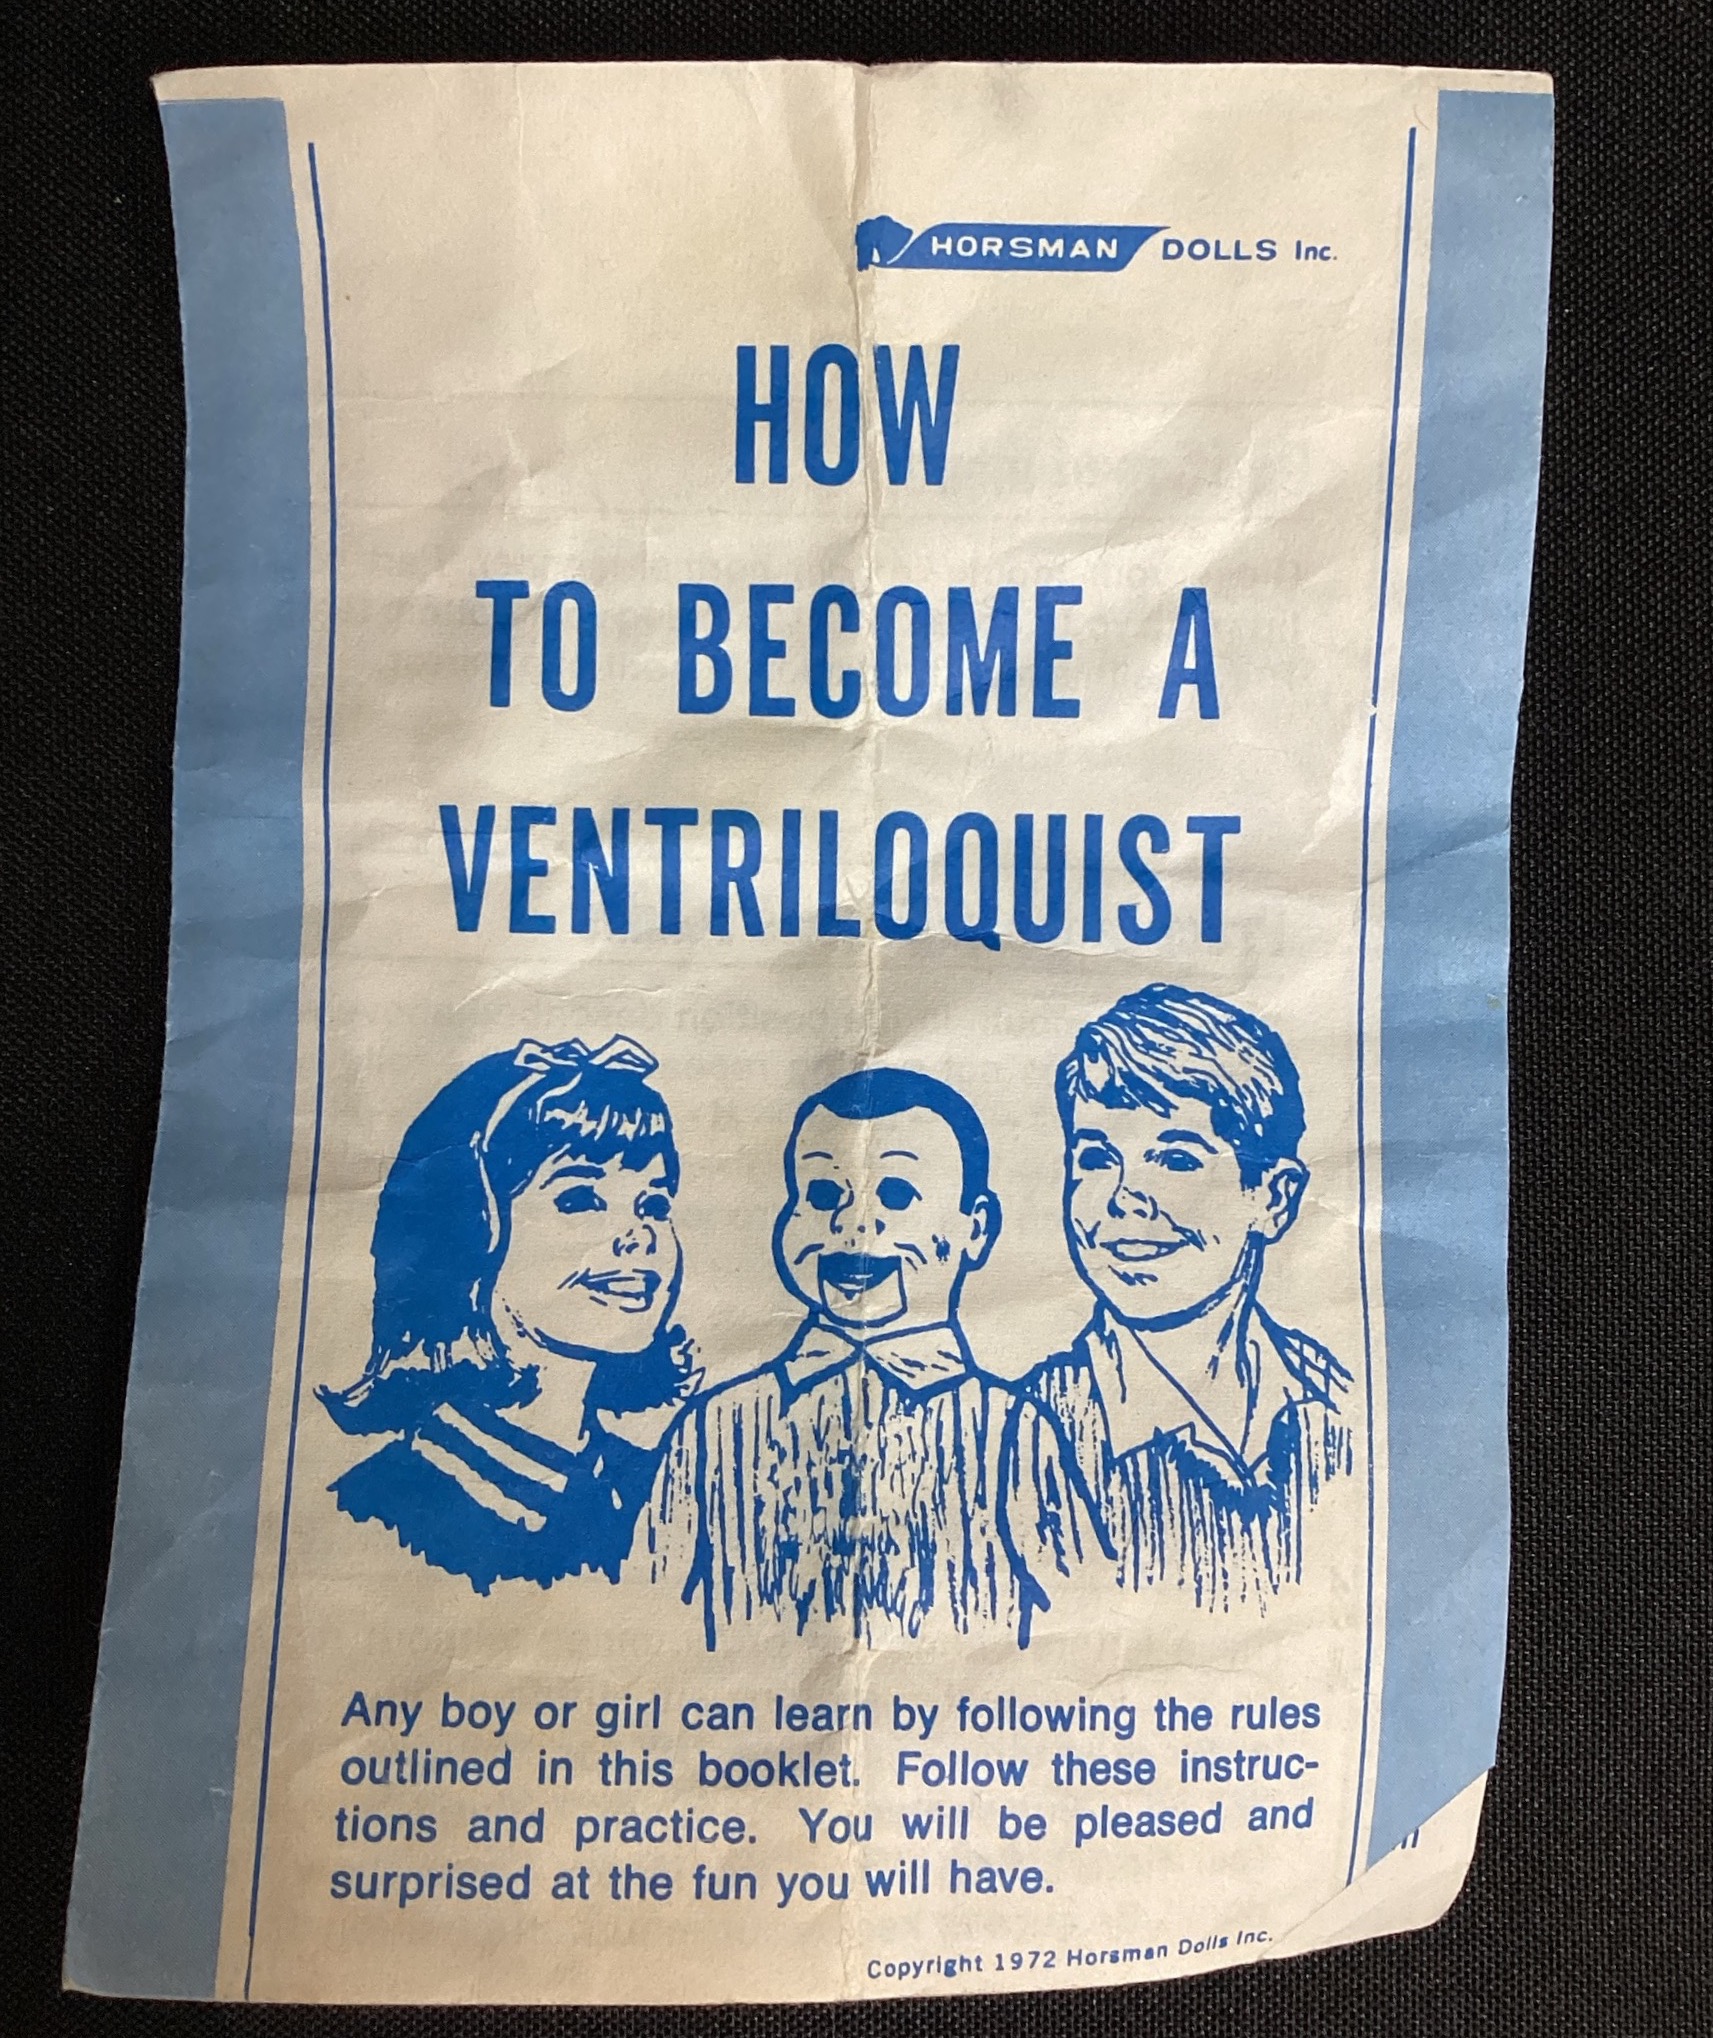 HORSMAN DOLLS Inc.
HOW
TO BECOME A
VENTRILOQUIST
Any boy or girl can learn by following the rules
outlined in this booklet. Follow these instruc-
tions and practice. You will be pleased and
surprised at the fun you will have.
Copyright 1972 Horsman Dolls Inc.